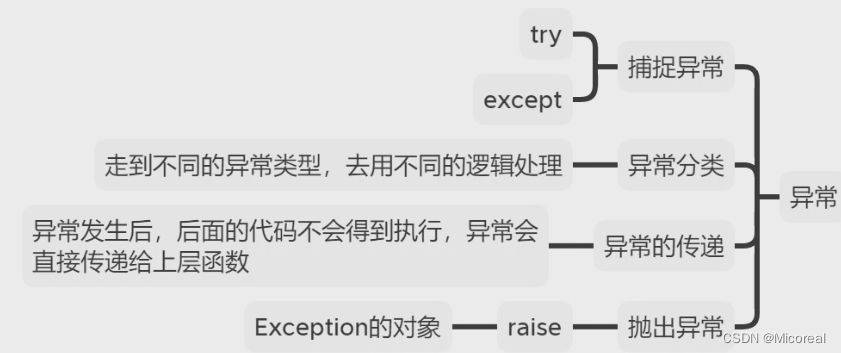 try
捕捉异常
except
走到不同的异常类型，去用不同的逻辑处理
异常分类
异常
异常发生后，后面的代码不会得到执行，异常会
直接传递给上层函数
异常的传递
Exception的对象
raise
抛出异常
CSDN @Micoreal